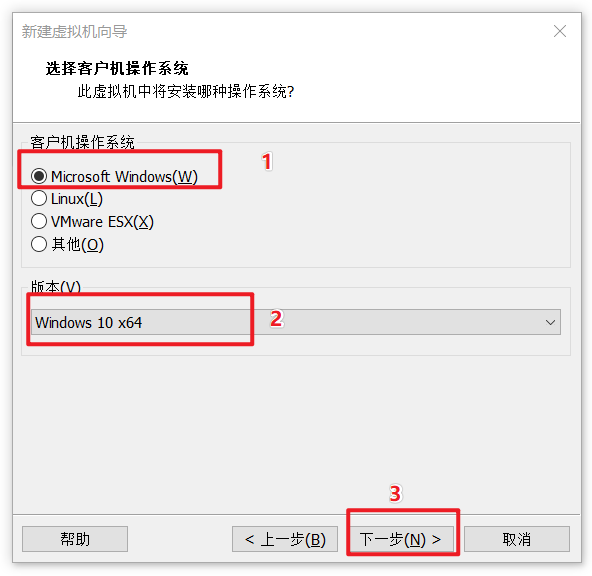 新建虚拟机向导
选择客户机操作系统
此虚拟机中将安装哪种操作系统?
客户机操作系统
1
Microsoft Windows(W)
Linux(L)
VMware ESX(X)
其他(O)
版本(V)
Windows 10 x64
2
3
帮助
< 上一步(B)
下一步(N) >
取消